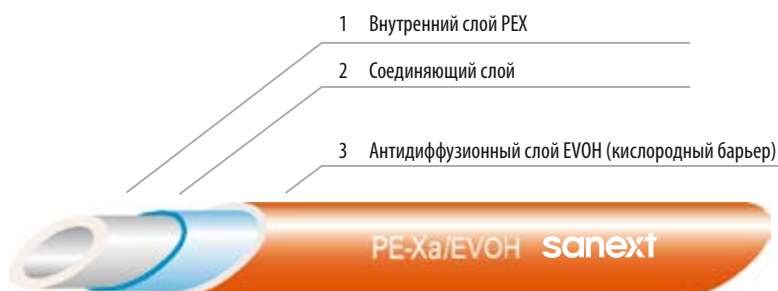 1 Внутренний слой PEX
2 Соединяющий слой
3 Антидиффузионный слой EVOH (кислородный барьер)
PE-Xa/EVOH sanext